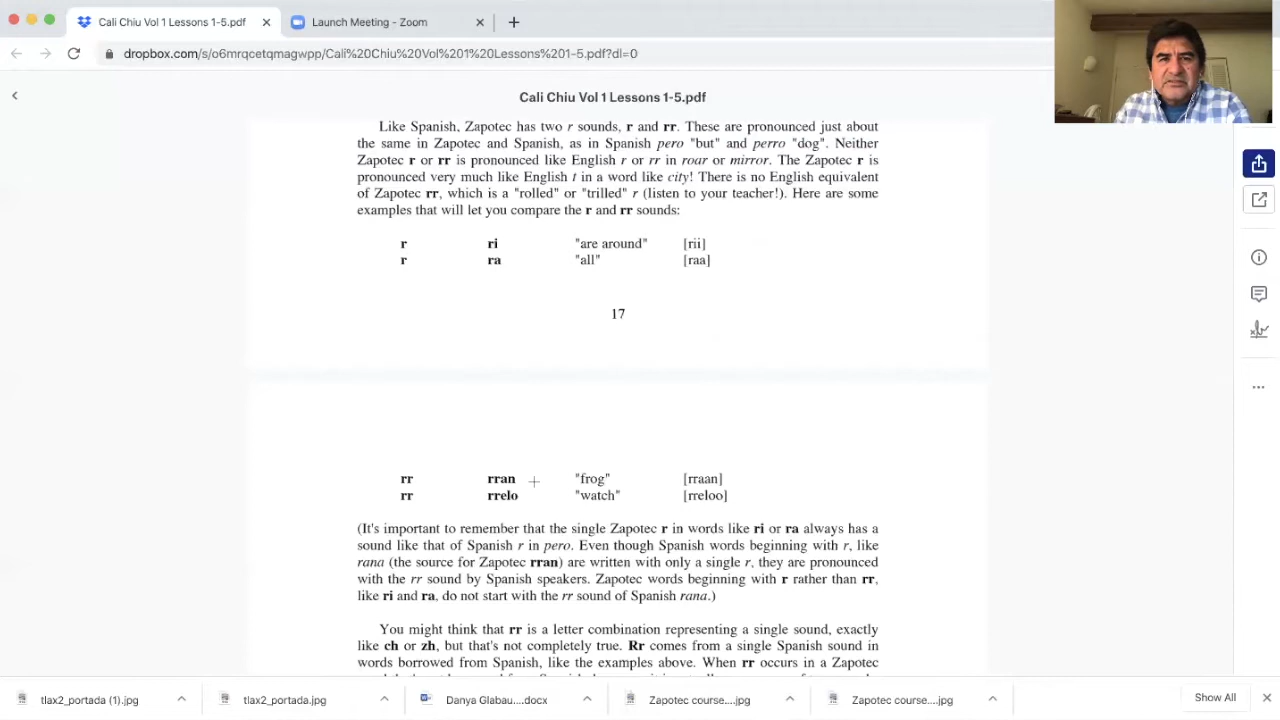 Cali Chiu Vol 1 Lessons 1-5.pdf
Launch Meeting - Zoom
dropbox.com/s/o6mrqcetqmagwpp/Cali%20Chiu%20Vol%201%20Lessons%201-5.pdf?dl=0
Cali Chiu Vol 1 Lessons 1-5.pdf
Like Spanish, Zapotec has two r sounds, r and rr. These are pronounced just about
the same in Zapotec and Spanish, as in Spanish pero "but" and perro "dog". Neither
Zapotec r or rr is pronounced like English r or rr in roar or mirror. The Zapotec r is
pronounced very much like English t in a word like city! There is no English equivalent
of Zapotec rr, which is a "rolled" or "trilled" r (listen to your teacher!). Here are some
examples that will let you compare the r and rr sounds:
r ri "are around" [rii]
r ra "all" [raa]
17
rr rran "frog" [rraan]
rr rrelo "watch" [rreloo]
(It's important to remember that the single Zapotec r in words like ri or ra always has a
sound like that of Spanish r in pero. Even though Spanish words beginning with r, like
rana (the source for Zapotec rran) are written with only a single r, they are pronounced
with the rr sound by Spanish speakers. Zapotec words beginning with r rather than rr,
like ri and ra, do not start with the rr sound of Spanish rana.)
You might think that rr is a letter combination representing a single sound, exactly
like ch or zh, but that's not completely true. Rr comes from a single Spanish sound in
words borrowed from Spanish, like the examples above. When rr occurs in a Zapotec
tlax2_portada (1).jpg
tlax2_portada.jpg
Danya Glabau....docx
Zapotec course....jpg
Zapotec course....jpg
Show All